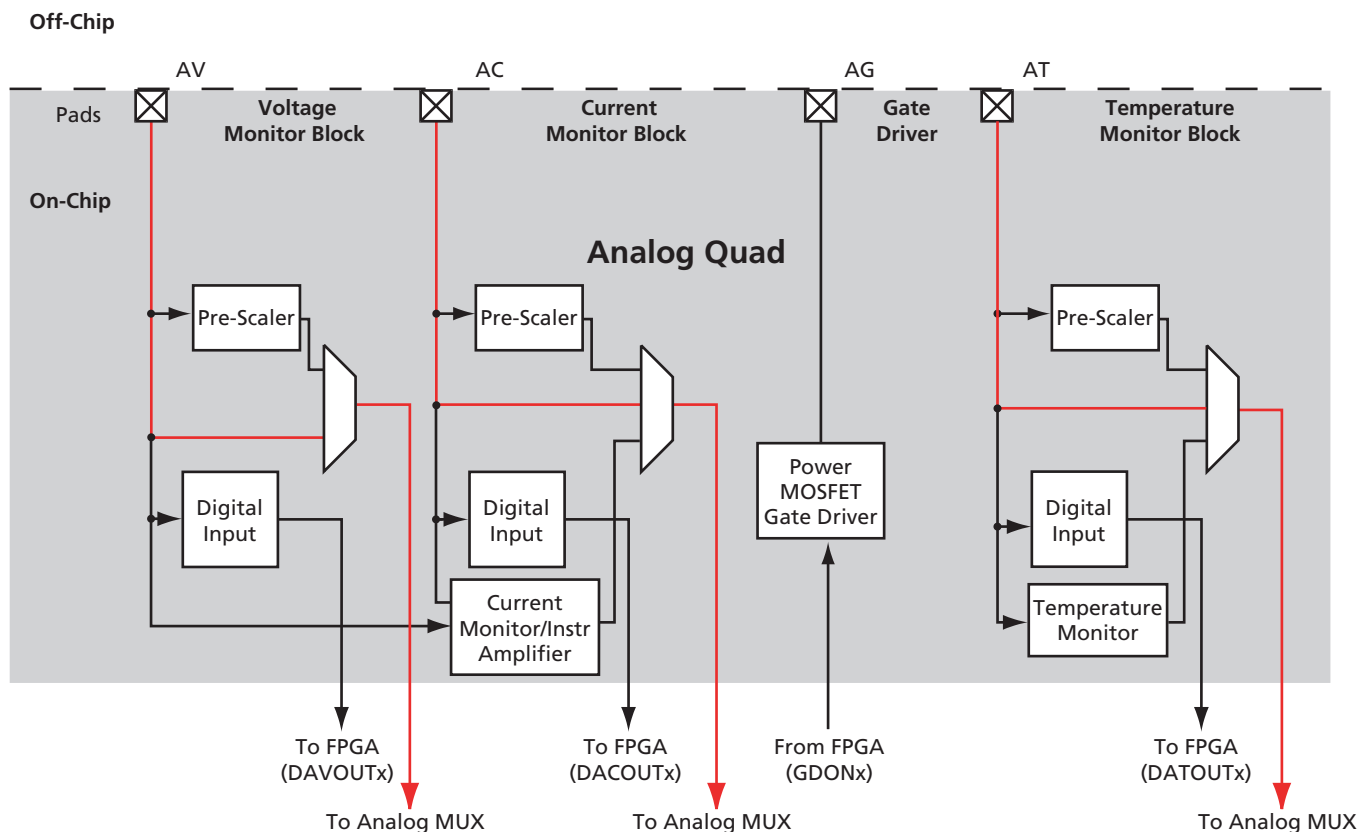 Off-Chip
AV
AC
AG
AT
Pads
Voltage
Monitor Block
Current
Monitor Block
Gate
Driver
Temperature
Monitor Block
On-Chip
Analog Quad
Pre-Scaler
Pre-Scaler
Pre-Scaler
Digital
Input
Digital
Input
Power
MOSFET
Gate Driver
Digital
Input
Current
Monitor/Instr
Amplifier
Temperature
Monitor
To FPGA
(DAVOUTx)
To FPGA
(DACOUTx)
From FPGA
(GDONx)
To FPGA
(DATOUTx)
To Analog MUX
To Analog MUX
To Analog MUX